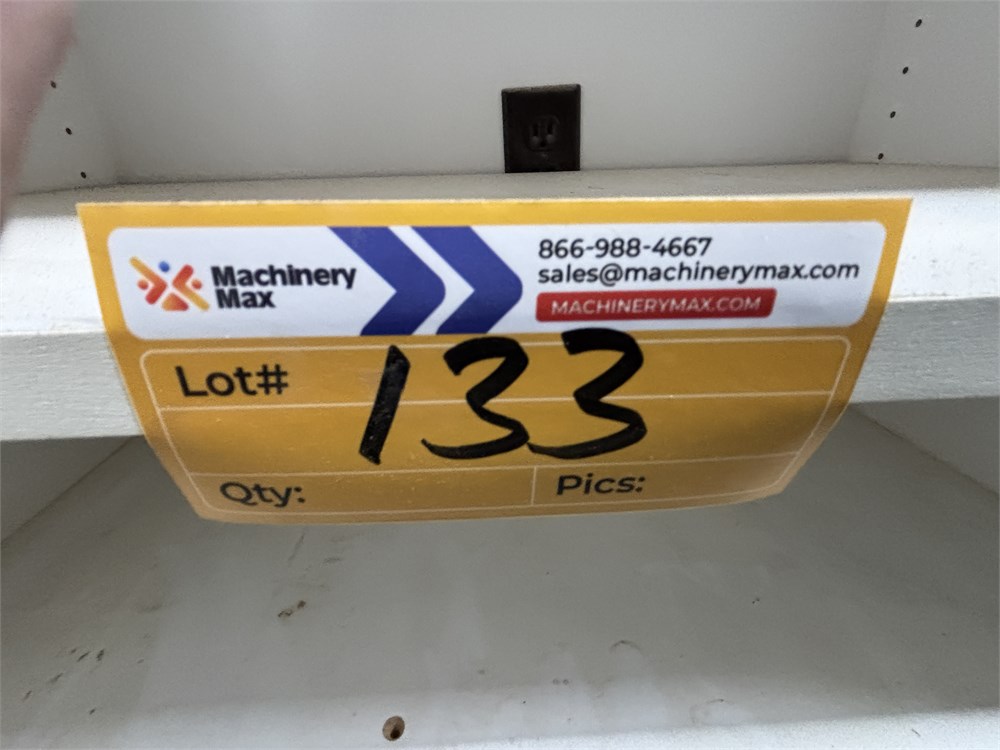 Machinery
Max
866-988-4667
sales@machinerymax.com
MACHINERYMAX.COM
Lot# 133
Qty:
Pics: